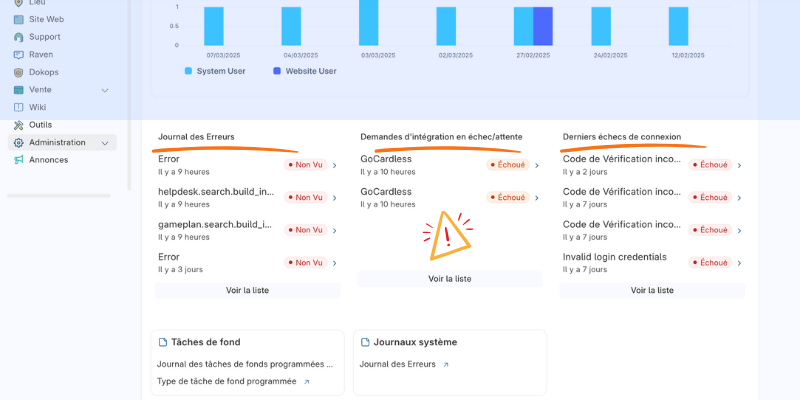 Lieu
Site Web
Support
Raven
Dokops
Vente
Wiki
Outils
Administration
Annonces
1
0.5
0
07/03/2025
04/03/2025
03/03/2025
02/03/2025
27/02/2025
24/02/2025
12/02/2025
System User
Website User
Journal des Erreurs
Error
Non Vu
Il y a 9 heures
helpdesk.search.build_in...
Non Vu
Il y a 9 heures
gameplan.search.build_i...
Non Vu
Il y a 9 heures
Error
Non Vu
Il y a 3 jours
Voir la liste
Demandes d'intégration en échec/attente
GoCardless
Échoué
Il y a 10 heures
GoCardless
Échoué
Il y a 10 heures
Voir la liste
Derniers échecs de connexion
Code de Vérification inco...
Échoué
Il y a 2 jours
Code de Vérification inco...
Échoué
Il y a 7 jours
Code de Vérification inco...
Échoué
Il y a 7 jours
Invalid login credentials
Échoué
Il y a 7 jours
Voir la liste
Tâches de fond
Journal des tâches de fonds programmées ...
Type de tâche de fond programmée
Journaux système
Journal des Erreurs